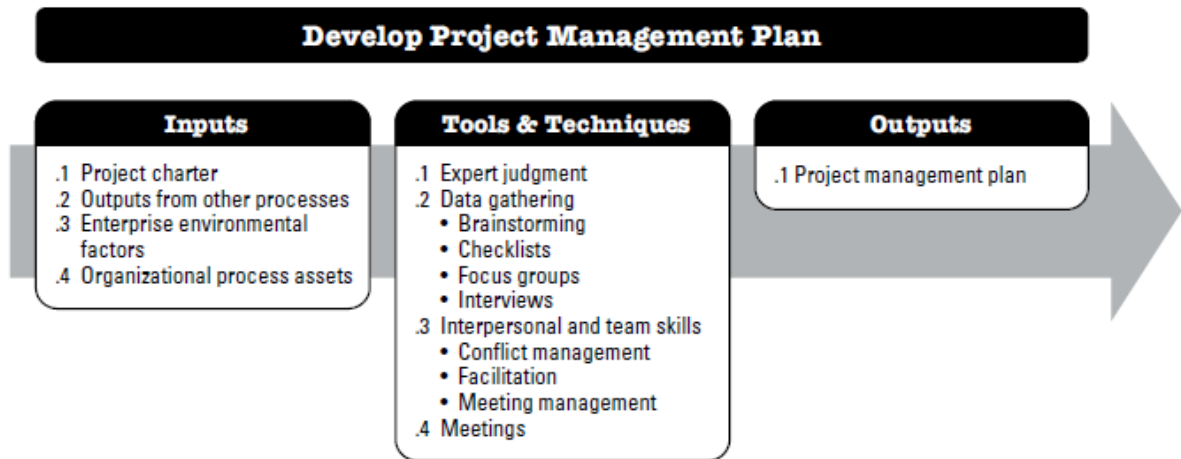 Develop Project Management Plan
Inputs
.1 Project charter
.2 Outputs from other processes
.3 Enterprise environmental
factors
.4 Organizational process assets
Tools & Techniques
.1 Expert judgment
.2 Data gathering
• Brainstorming
• Checklists
• Focus groups
• Interviews
.3 Interpersonal and team skills
• Conflict management
• Facilitation
• Meeting management
.4 Meetings
Outputs
.1 Project management plan